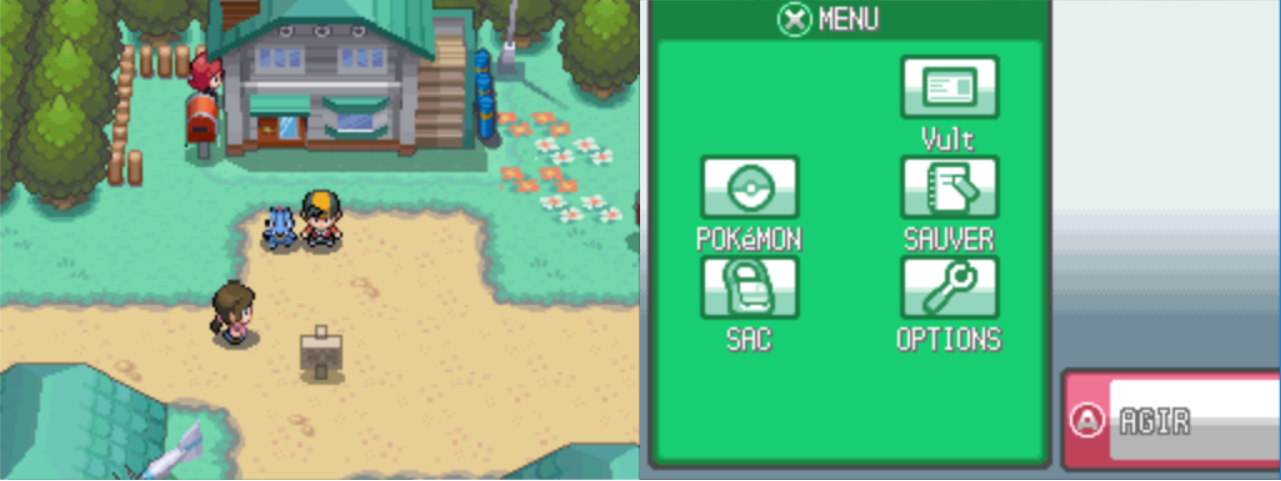 MENU
Vult
POKéMON
SAUVER
SAC
OPTIONS
A AGIR